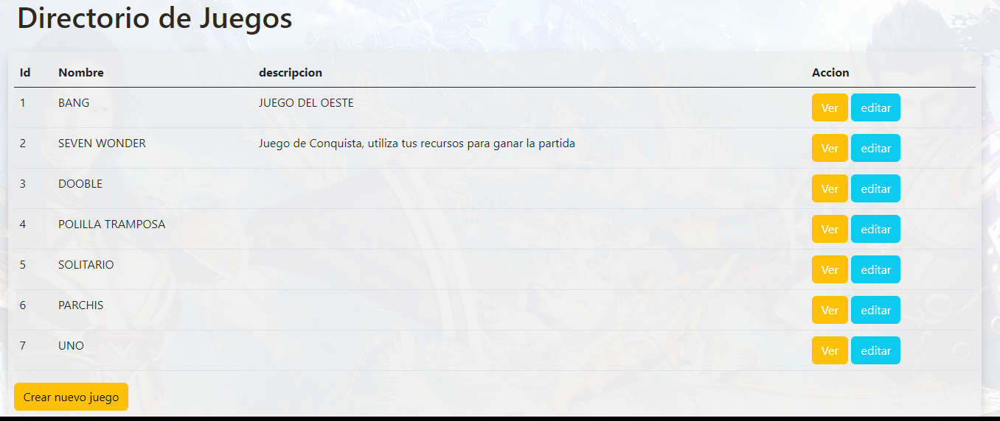 Directorio de Juegos
Id Nombre descripcion Accion
1 BANG JUEGO DEL OESTE Ver editar
2 SEVEN WONDER Juego de Conquista, utiliza tus recursos para ganar la partida Ver editar
3 DOOBLE Ver editar
4 POLILLA TRAMPOSA Ver editar
5 SOLITARIO Ver editar
6 PARCHIS Ver editar
7 UNO Ver editar
Crear nuevo juego